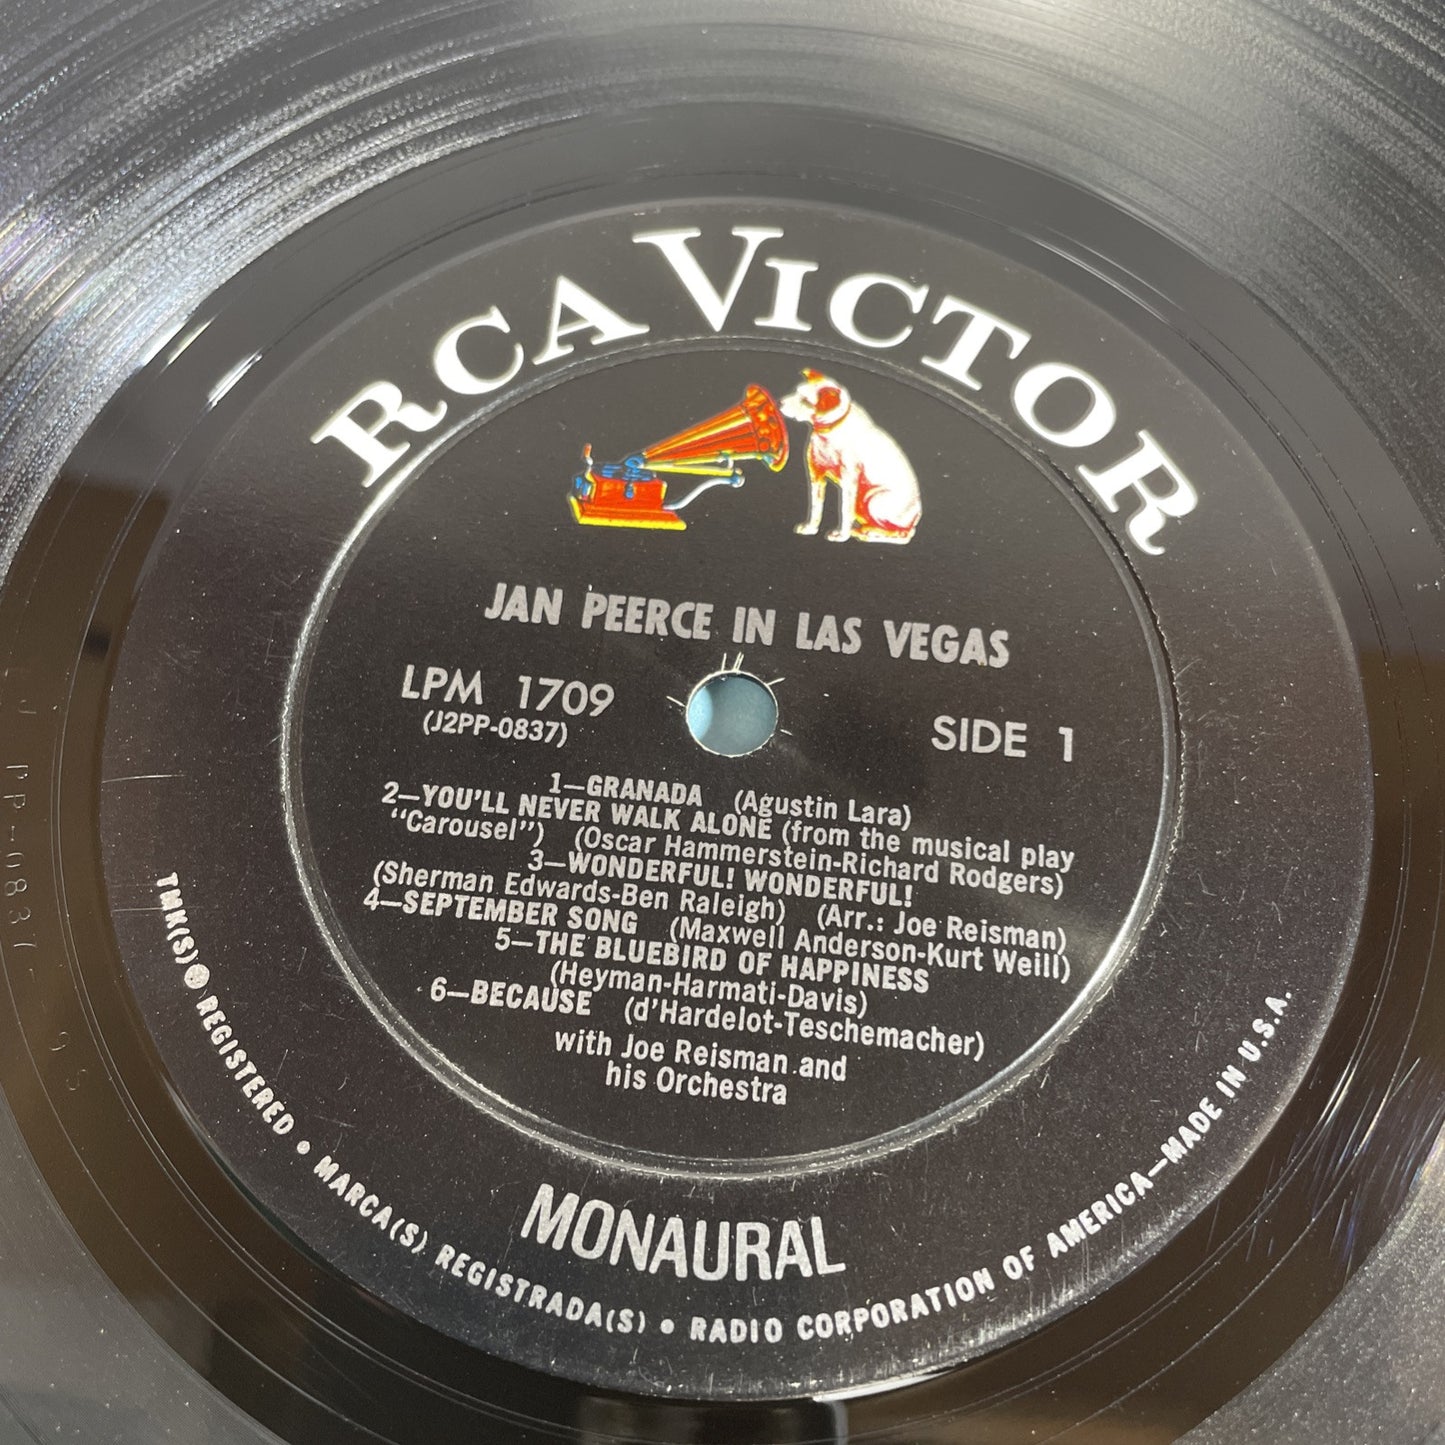 RCA VICTOR
JAN PEERCE IN LAS VEGAS
LPM 1709
(J2PP-0837)
SIDE 1
1—GRANADA (Agustin Lara)
2—YOU'LL NEVER WALK ALONE (from the musical play
"Carousel") (Oscar Hammerstein-Richard Rodgers)
3—WONDERFUL! WONDERFUL!
(Sherman Edwards-Ben Raleigh) (Arr.: Joe Reisman)
4—SEPTEMBER SONG (Maxwell Anderson-Kurt Weill)
5—THE BLUEBIRD OF HAPPINESS
(Heyman-Harmati-Davis)
6—BECAUSE (d'Hardelot-Teschemacher)
with Joe Reisman and
his Orchestra
MONAURAL
TMK(S) ® REGISTERED • MARCA(S) REGISTRADA(S) • RADIO CORPORATION OF AMERICA—MADE IN U.S.A.